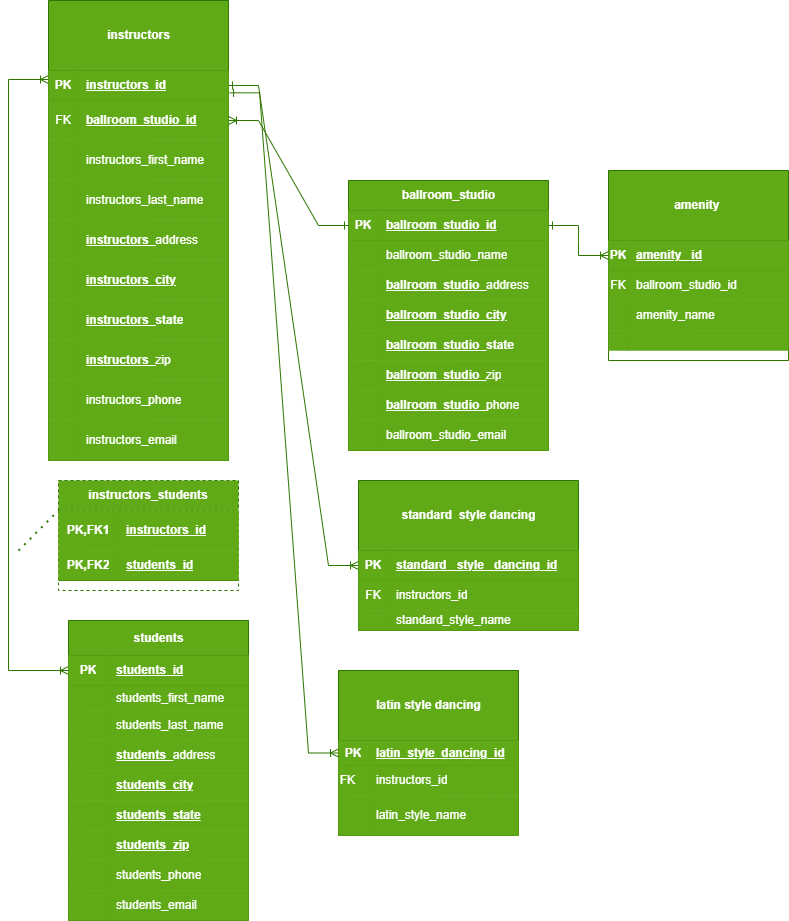 instructors
PK instructors_id
FK ballroom_studio_id
instructors_first_name
instructors_last_name
instructors_address
instructors_city
instructors_state
instructors_zip
instructors_phone
instructors_email
ballroom_studio
PK ballroom_studio_id
ballroom_studio_name
ballroom_studio_address
ballroom_studio_city
ballroom_studio_state
ballroom_studio_zip
ballroom_studio_phone
ballroom_studio_email
amenity
PK amenity_id
FK ballroom_studio_id
amenity_name
instructors_students
PK,FK1 instructors_id
PK,FK2 students_id
standard style dancing
PK standard_style_dancing_id
FK instructors_id
standard_style_name
students
PK students_id
students_first_name
students_last_name
students_address
students_city
students_state
students_zip
students_phone
students_email
latin style dancing
PK latin_style_dancing_id
FK instructors_id
latin_style_name